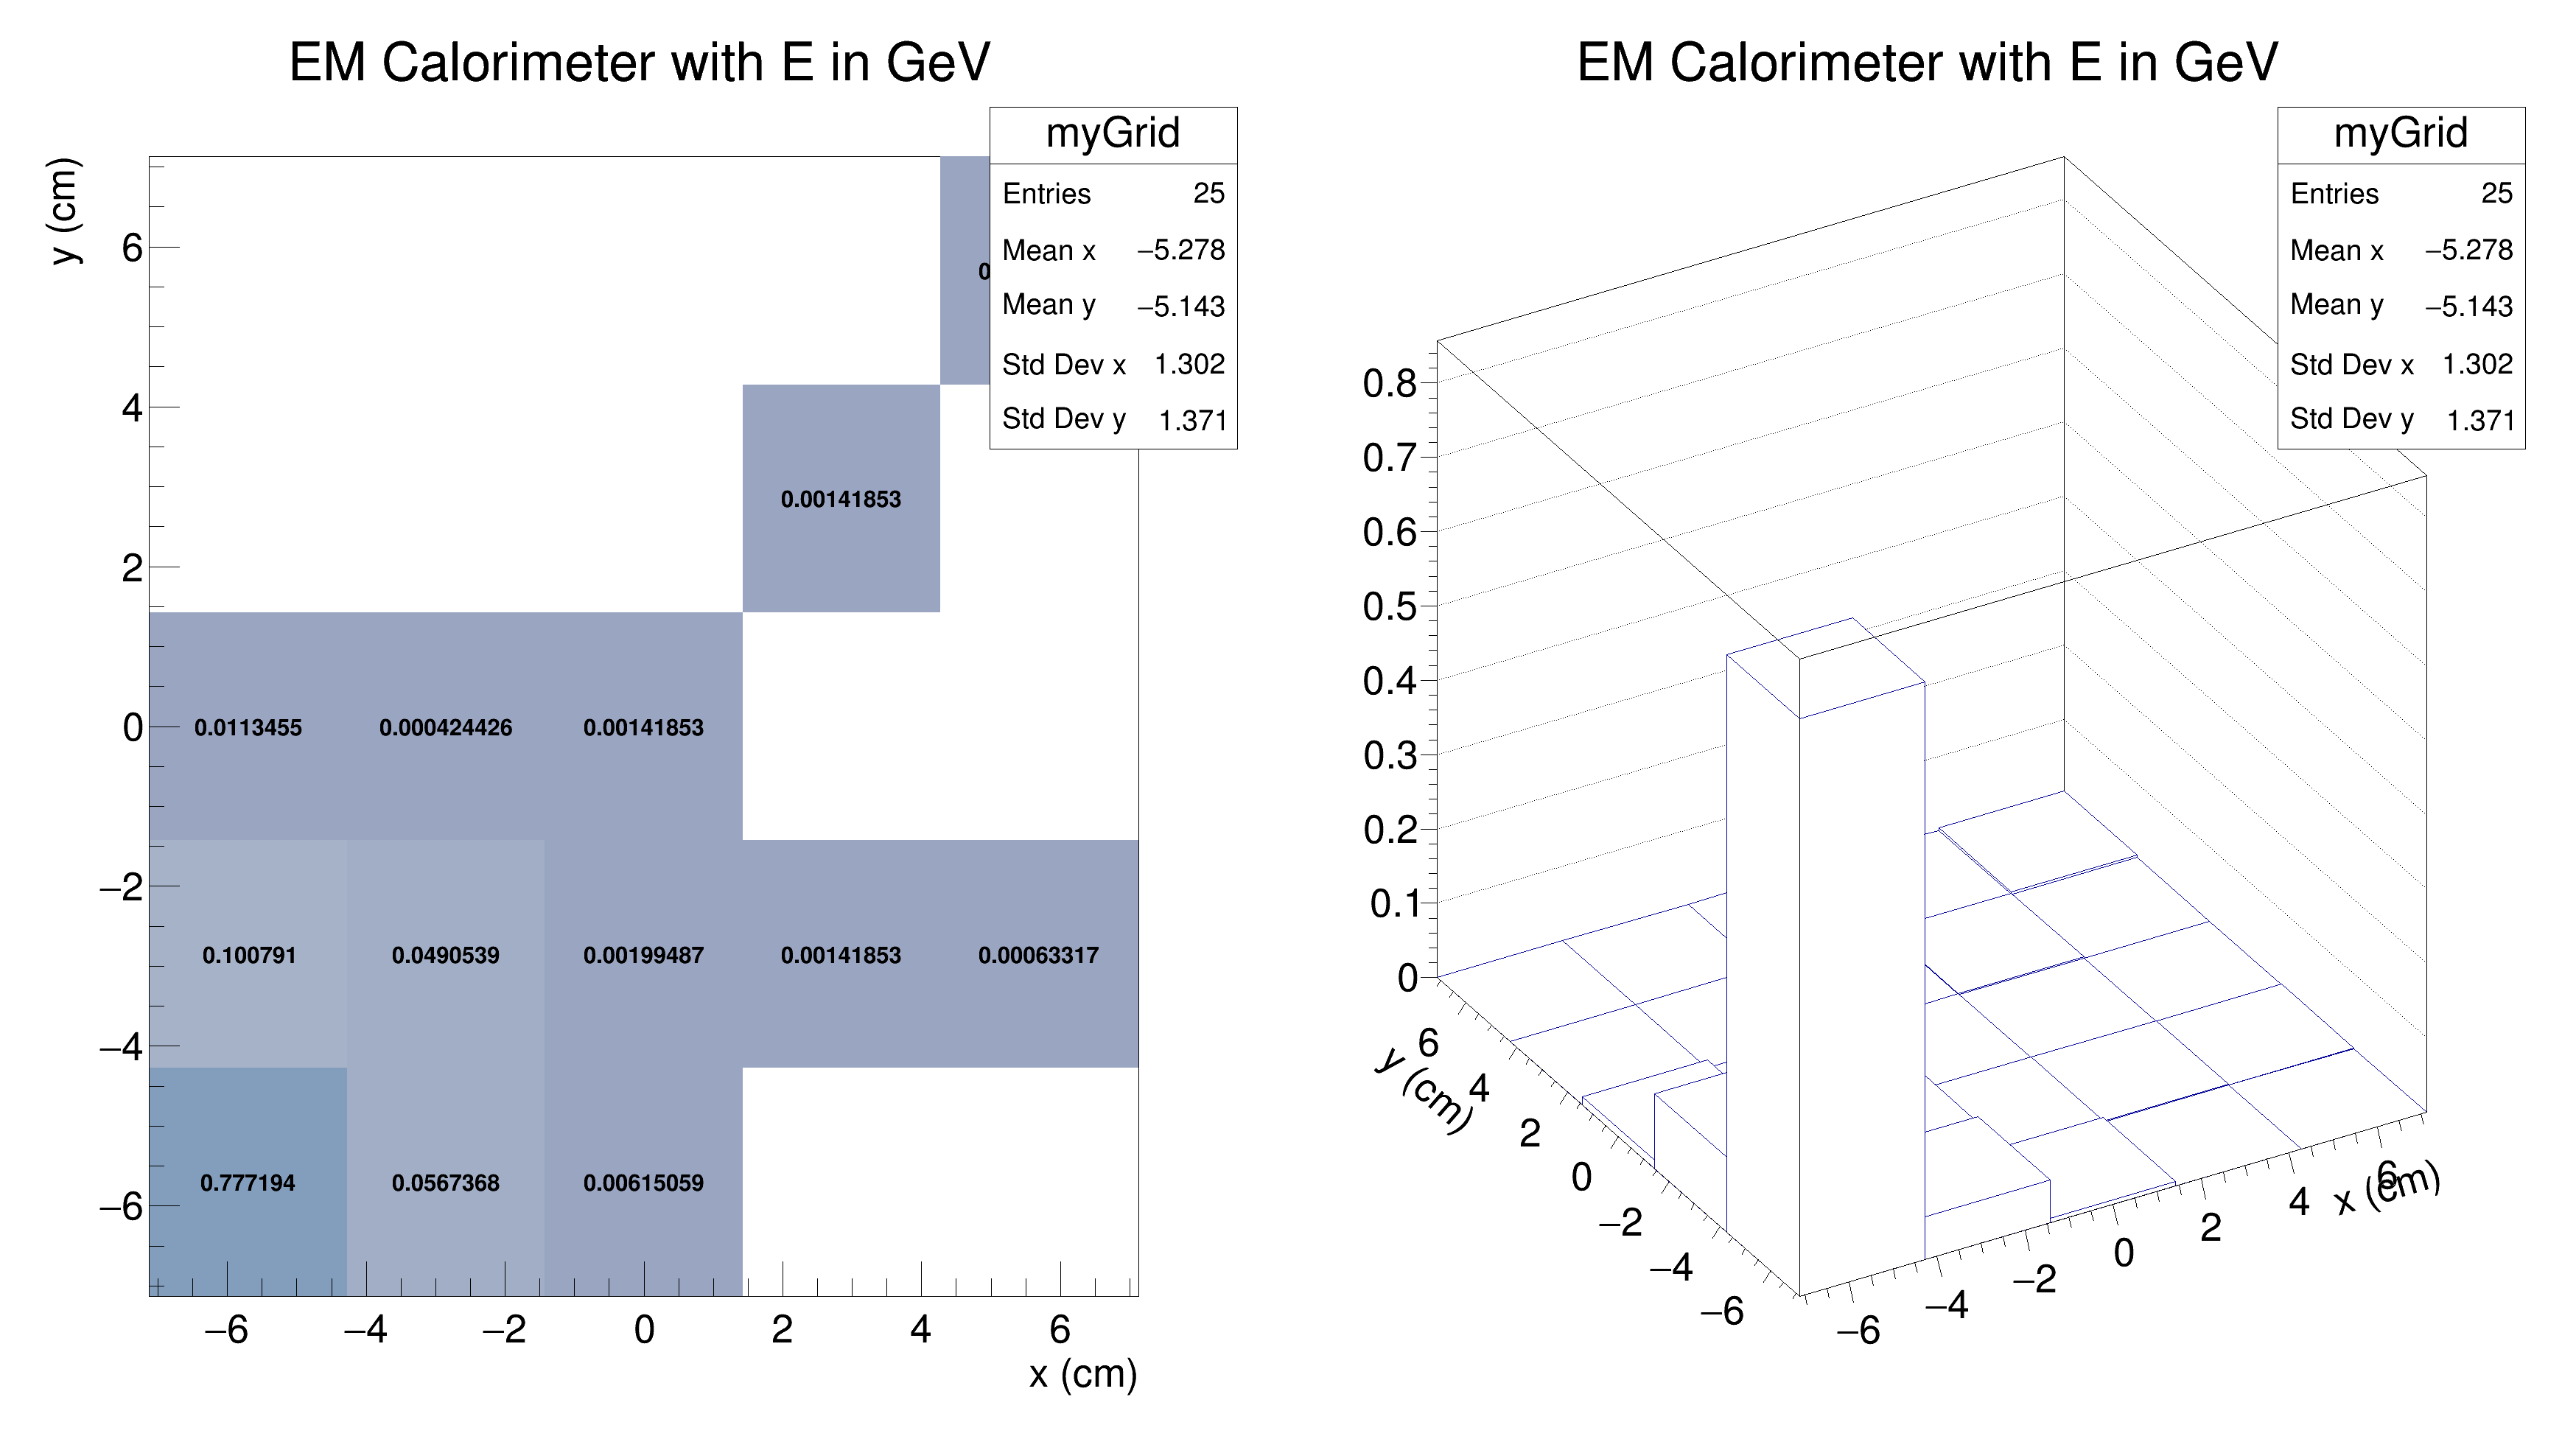 EM Calorimeter with E in GeV
myGrid
Entries 25
Mean x −5.278
Mean y −5.143
Std Dev x 1.302
Std Dev y 1.371
y (cm)
6
4
2
0
−2
−4
−6
0.00141853
0.0113455 0.000424426 0.00141853
0.100791 0.0490539 0.00199487 0.00141853 0.00063317
0.777194 0.0567368 0.00615059
−6 −4 −2 0 2 4 6
x (cm)
EM Calorimeter with E in GeV
myGrid
Entries 25
Mean x −5.278
Mean y −5.143
Std Dev x 1.302
Std Dev y 1.371
0.8
0.7
0.6
0.5
0.4
0.3
0.2
0.1
0
y (cm)
6
4
2
0
−2
−4
−6
−6
−4
−2
0
2
4
6
x (cm)